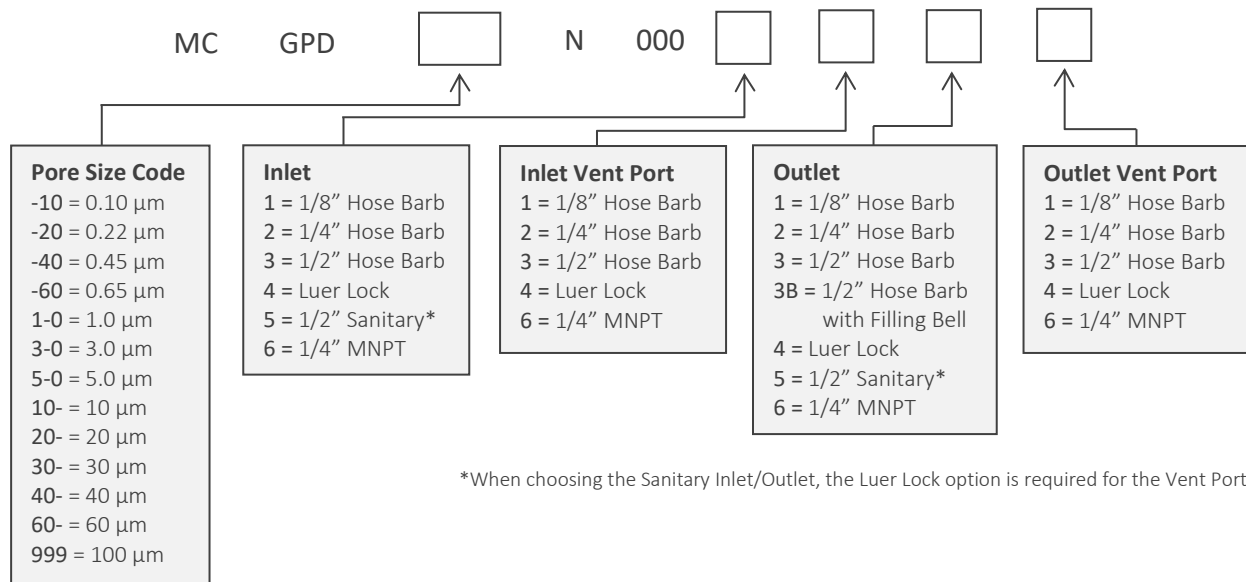 MC GPD N 000
Pore Size Code
-10 = 0.10 µm
-20 = 0.22 µm
-40 = 0.45 µm
-60 = 0.65 µm
1-0 = 1.0 µm
3-0 = 3.0 µm
5-0 = 5.0 µm
10- = 10 µm
20- = 20 µm
30- = 30 µm
40- = 40 µm
60- = 60 µm
999 = 100 µm
Inlet
1 = 1/8” Hose Barb
2 = 1/4” Hose Barb
3 = 1/2” Hose Barb
4 = Luer Lock
5 = 1/2” Sanitary*
6 = 1/4” MNPT
Inlet Vent Port
1 = 1/8” Hose Barb
2 = 1/4” Hose Barb
3 = 1/2” Hose Barb
4 = Luer Lock
6 = 1/4” MNPT
Outlet
1 = 1/8” Hose Barb
2 = 1/4” Hose Barb
3 = 1/2” Hose Barb
3B = 1/2” Hose Barb
with Filling Bell
4 = Luer Lock
5 = 1/2” Sanitary*
6 = 1/4” MNPT
Outlet Vent Port
1 = 1/8” Hose Barb
2 = 1/4” Hose Barb
3 = 1/2” Hose Barb
4 = Luer Lock
6 = 1/4” MNPT
*When choosing the Sanitary Inlet/Outlet, the Luer Lock option is required for the Vent Port